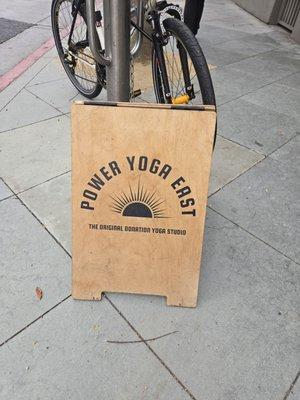 POWER YOGA EAST
THE ORIGINAL DONATION YOGA STUDIO